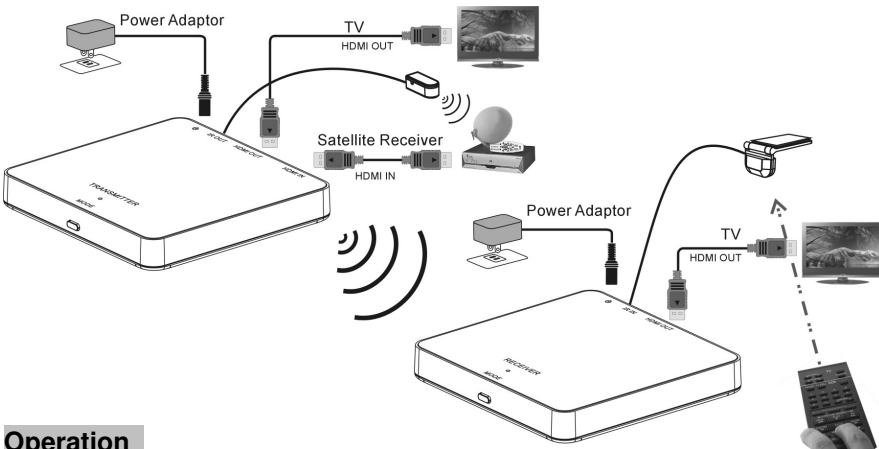 Power Adaptor
TV
HDMI OUT
IR OUT
HDMI OUT
HDMI IN
Satellite Receiver
HDMI IN
TRANSMITTER
MODE
Power Adaptor
TV
HDMI OUT
IR IN
HDMI OUT
RECEIVER
MODE
Operation